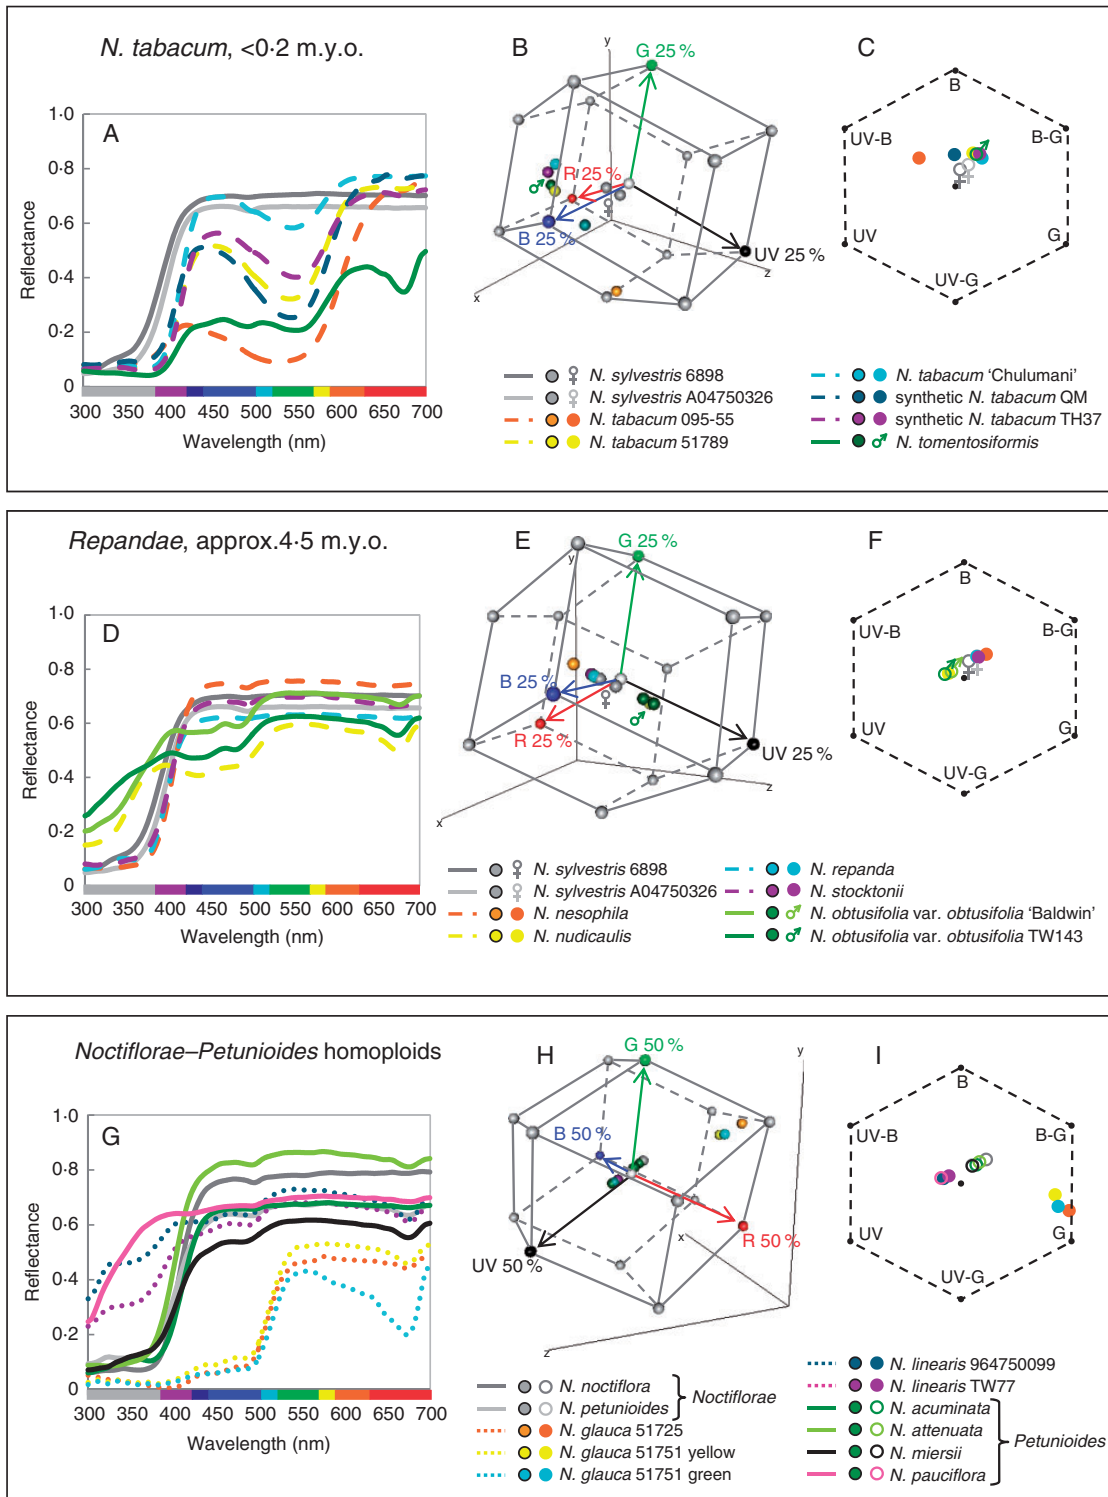 N. tabacum, <0·2 m.y.o.
A
Reflectance
1·0
0·8
0·6
0·4
0·2
0
300 350 400 450 500 550 600 650 700
Wavelength (nm)
B
y
G 25 %
R 25 %
♂
♀
B 25 %
UV 25 %
x
z
C
B
UV-B
B-G
♂
♀ ♀
UV
G
UV-G
♀ N. sylvestris 6898
♀ N. sylvestris A04750326
N. tabacum 095-55
N. tabacum 51789
N. tabacum ‘Chulumani’
synthetic N. tabacum QM
synthetic N. tabacum TH37
♂ N. tomentosiformis
Repandae, approx.4·5 m.y.o.
D
Reflectance
1·0
0·8
0·6
0·4
0·2
0
300 350 400 450 500 550 600 650 700
Wavelength (nm)
E
G 25 %
y
B 25 %
♀
♂
R 25 %
UV 25 %
z
x
F
B
UV-B
B-G
♂ ♂
♀ ♀
UV
G
UV-G
♀ N. sylvestris 6898
♀ N. sylvestris A04750326
N. nesophila
N. nudicaulis
N. repanda
N. stocktonii
♂ N. obtusifolia var. obtusifolia ‘Baldwin’
♂ N. obtusifolia var. obtusifolia TW143
Noctiflorae–Petunioides homoploids
G
Reflectance
1·0
0·8
0·6
0·4
0·2
0
300 350 400 450 500 550 600 650 700
Wavelength (nm)
H
G 50 %
y
B 50 %
x
R 50 %
UV 50 %
z
I
B
UV-B
B-G
UV
G
UV-G
N. noctiflora
N. petunioides
Noctiflorae
N. glauca 51725
N. glauca 51751 yellow
N. glauca 51751 green
N. linearis 964750099
N. linearis TW77
N. acuminata
N. attenuata
N. miersii
N. pauciflora
Petunioides